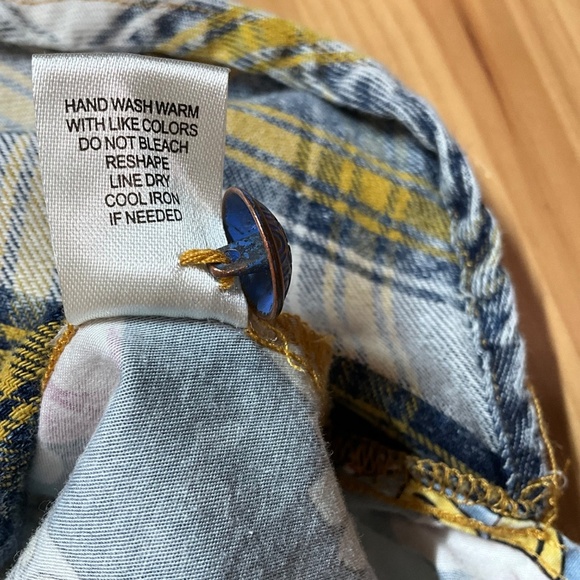 HAND WASH WARM
WITH LIKE COLORS
DO NOT BLEACH
RESHAPE
LINE DRY
COOL IRON
IF NEEDED